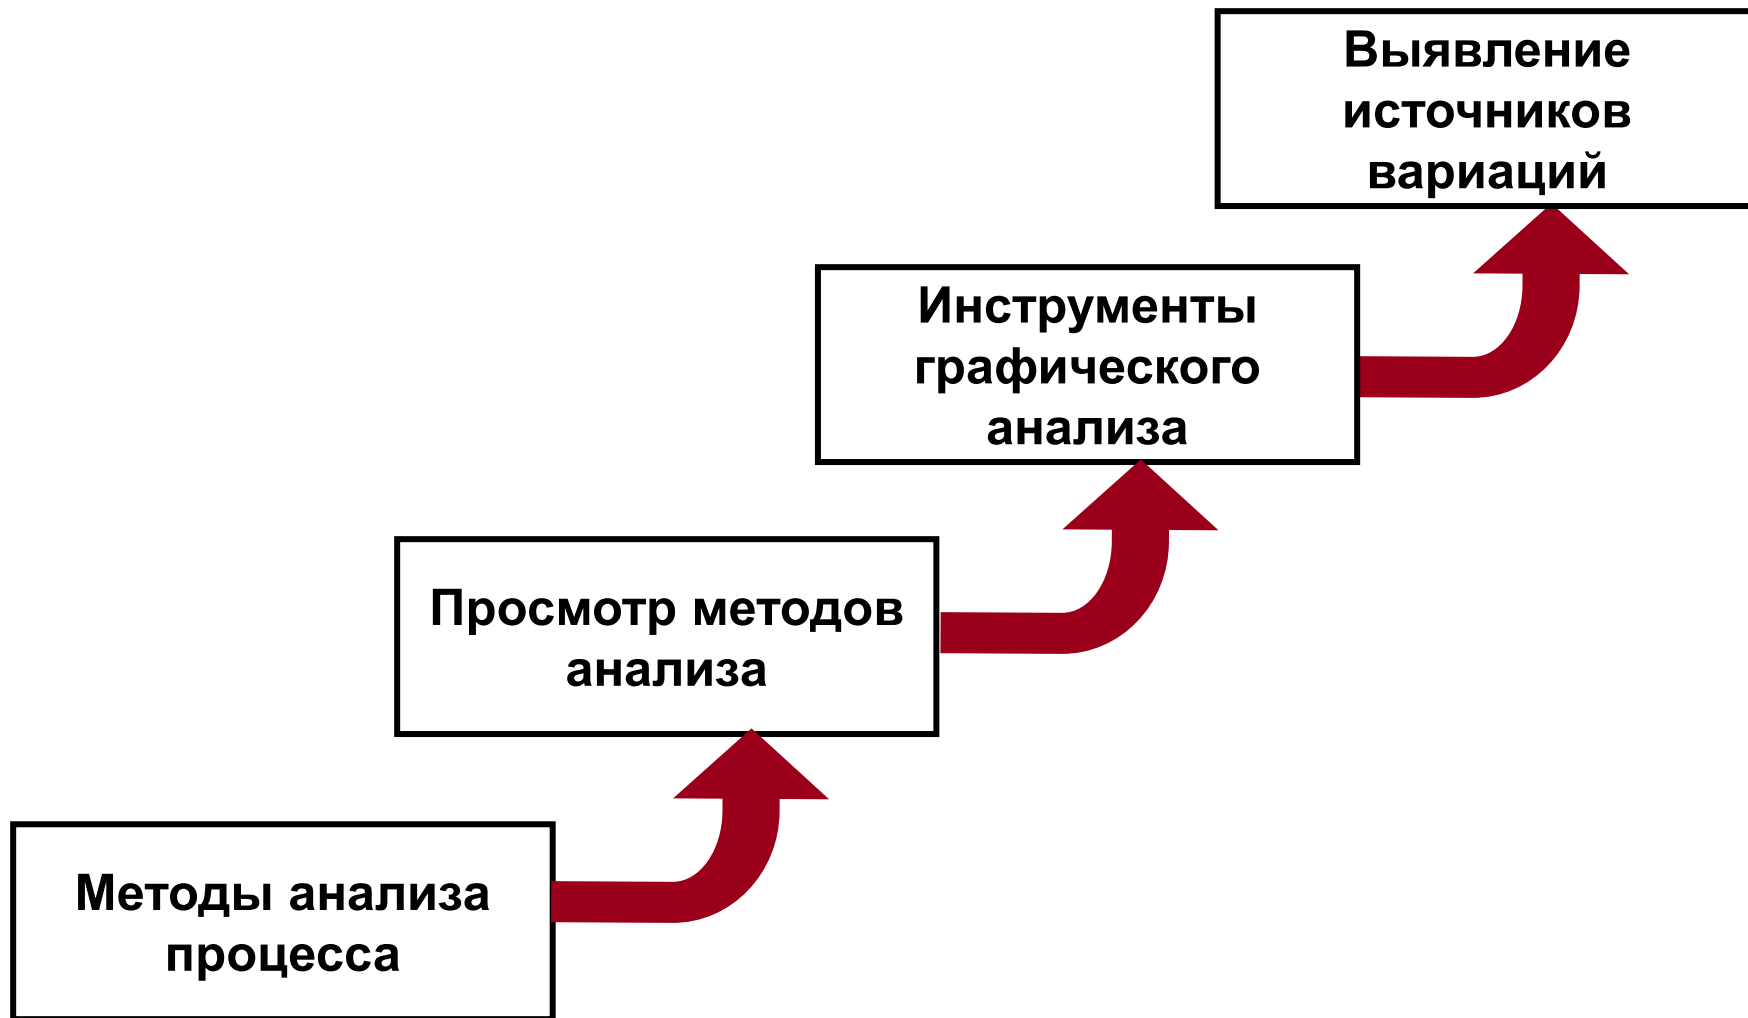 Выявление
источников
вариаций
Инструменты
графического
анализа
Просмотр методов
анализа
Методы анализа
процесса